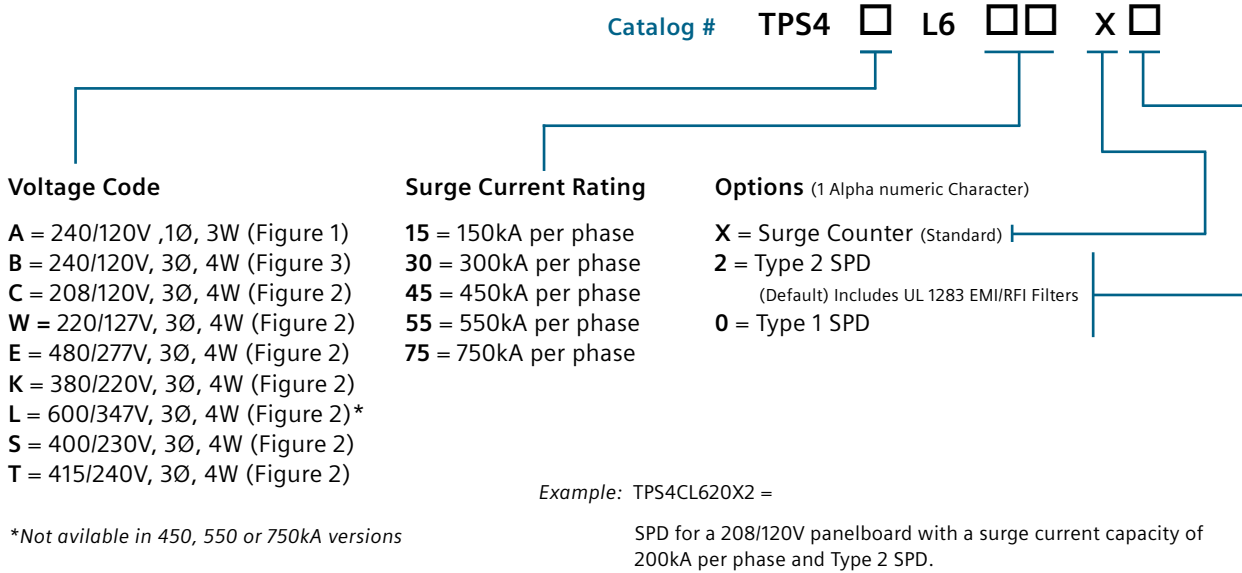 Catalog # TPS4 □ L6 □□ X □
Voltage Code
A = 240/120V ,1Ø, 3W (Figure 1)
B = 240/120V, 3Ø, 4W (Figure 3)
C = 208/120V, 3Ø, 4W (Figure 2)
W = 220/127V, 3Ø, 4W (Figure 2)
E = 480/277V, 3Ø, 4W (Figure 2)
K = 380/220V, 3Ø, 4W (Figure 2)
L = 600/347V, 3Ø, 4W (Figure 2)*
S = 400/230V, 3Ø, 4W (Figure 2)
T = 415/240V, 3Ø, 4W (Figure 2)
*Not avilable in 450, 550 or 750kA versions
Surge Current Rating
15 = 150kA per phase
30 = 300kA per phase
45 = 450kA per phase
55 = 550kA per phase
75 = 750kA per phase
Options (1 Alpha numeric Character)
X = Surge Counter (Standard)
2 = Type 2 SPD
(Default) Includes UL 1283 EMI/RFI Filters
0 = Type 1 SPD
Example: TPS4CL620X2 =
SPD for a 208/120V panelboard with a surge current capacity of
200kA per phase and Type 2 SPD.